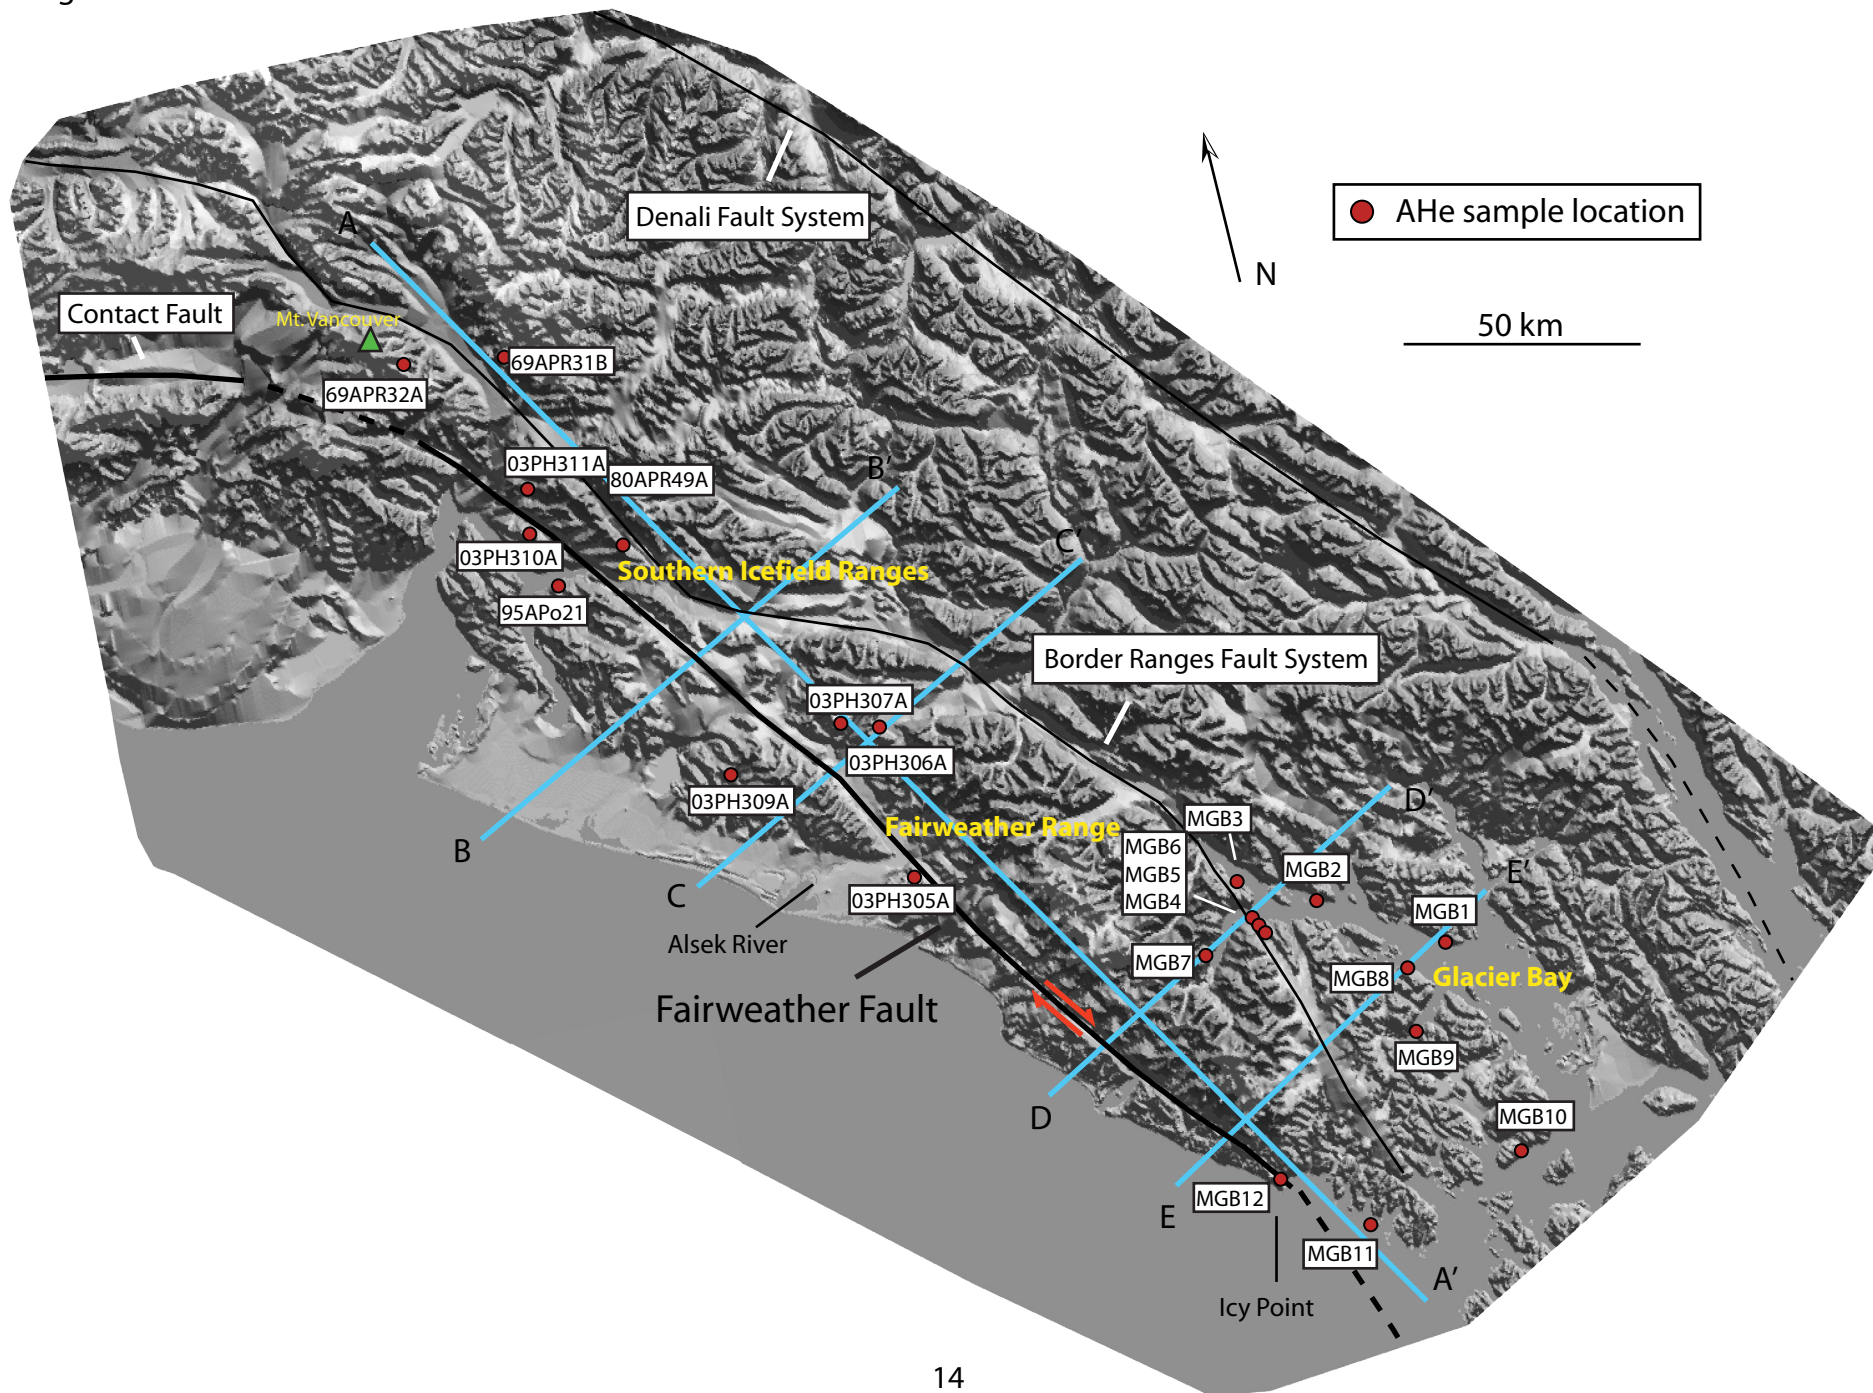 Denali Fault System
AHe sample location
N
50 km
A
Contact Fault
Mt. Vancouver
69APR31B
69APR32A
03PH311A
80APR49A
B’
C’
03PH310A
Southern Icefield Ranges
95APo21
Border Ranges Fault System
03PH307A
03PH306A
03PH309A
B
C
Fairweather Range
MGB3
D’
MGB6
MGB5
MGB4
MGB2
E’
MGB1
03PH305A
Alsek River
MGB7
MGB8
Glacier Bay
Fairweather Fault
MGB9
D
MGB10
MGB12
E
MGB11
A’
Icy Point
14